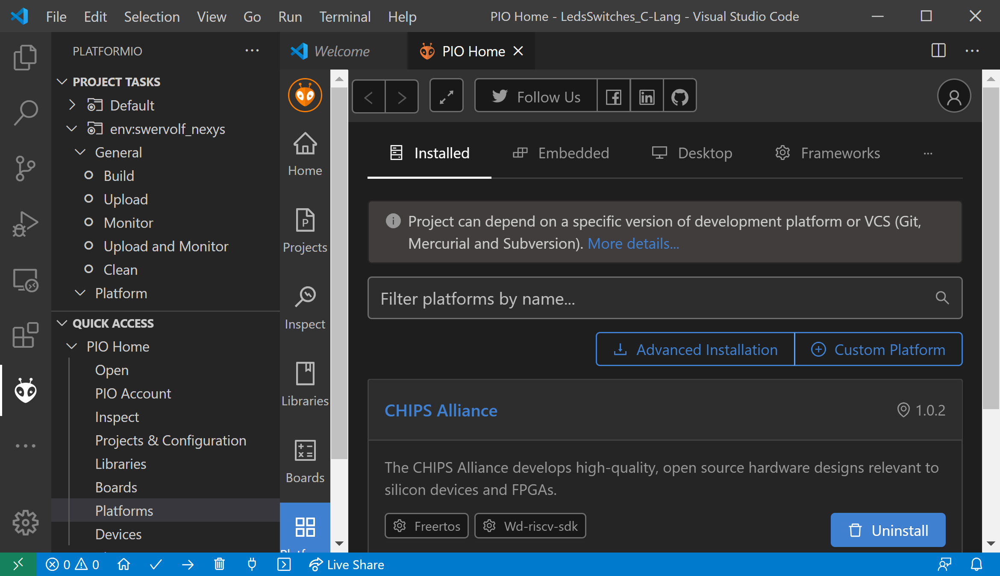 File Edit Selection View Go Run Terminal Help PIO Home - LedsSwitches_C-Lang - Visual Studio Code
PLATFORMIO
PROJECT TASKS
Default
env:swervolf_nexys
General
Build
Upload
Monitor
Upload and Monitor
Clean
Platform
QUICK ACCESS
PIO Home
Open
PIO Account
Inspect
Projects & Configuration
Libraries
Boards
Platforms
Devices
Welcome PIO Home
Home
Projects
Inspect
Libraries
Boards
Follow Us
Installed Embedded Desktop Frameworks
Project can depend on a specific version of development platform or VCS (Git,
Mercurial and Subversion). More details...
Filter platforms by name...
Advanced Installation Custom Platform
CHIPS Alliance 1.0.2
The CHIPS Alliance develops high-quality, open source hardware designs relevant to
silicon devices and FPGAs.
Freertos Wd-riscv-sdk Uninstall
0 0 Live Share